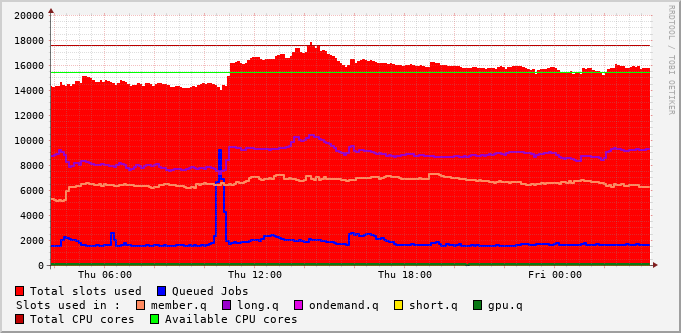 RRDTOOL / TOBI OETIKER
20000
18000
16000
14000
12000
10000
8000
6000
4000
2000
0
Thu 06:00 Thu 12:00 Thu 18:00 Fri 00:00
Total slots used Queued Jobs
Slots used in : member.q long.q ondemand.q short.q gpu.q
Total CPU cores Available CPU cores